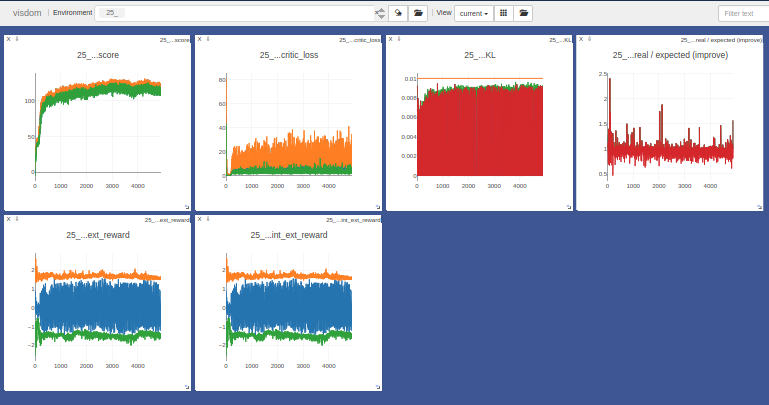 visdom | Environment 25_ × | View current Filter text
X 25_...score
25_...score
100
50
0
0 1000 2000 3000 4000
X 25_...critic_loss
25_...critic_loss
80
60
40
20
0
0 1000 2000 3000 4000
X 25_...KL
25_...KL
0.01
0.008
0.006
0.004
0.002
0
0 1000 2000 3000 4000
X 25_...real / expected (improve)
25_...real / expected (improve)
2.5
2
1.5
1
0.5
0 1000 2000 3000 4000
X 25_...ext_reward
25_...ext_reward
2
1
0
−1
−2
0 1000 2000 3000 4000
X 25_...int_ext_reward
25_...int_ext_reward
2
1
0
−1
−2
0 1000 2000 3000 4000